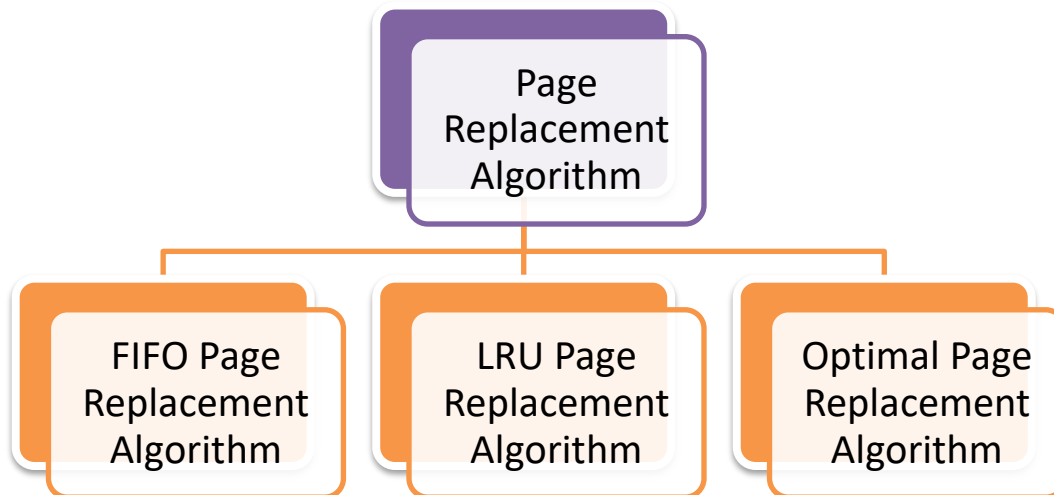 Page
Replacement
Algorithm
FIFO Page
Replacement
Algorithm
LRU Page
Replacement
Algorithm
Optimal Page
Replacement
Algorithm